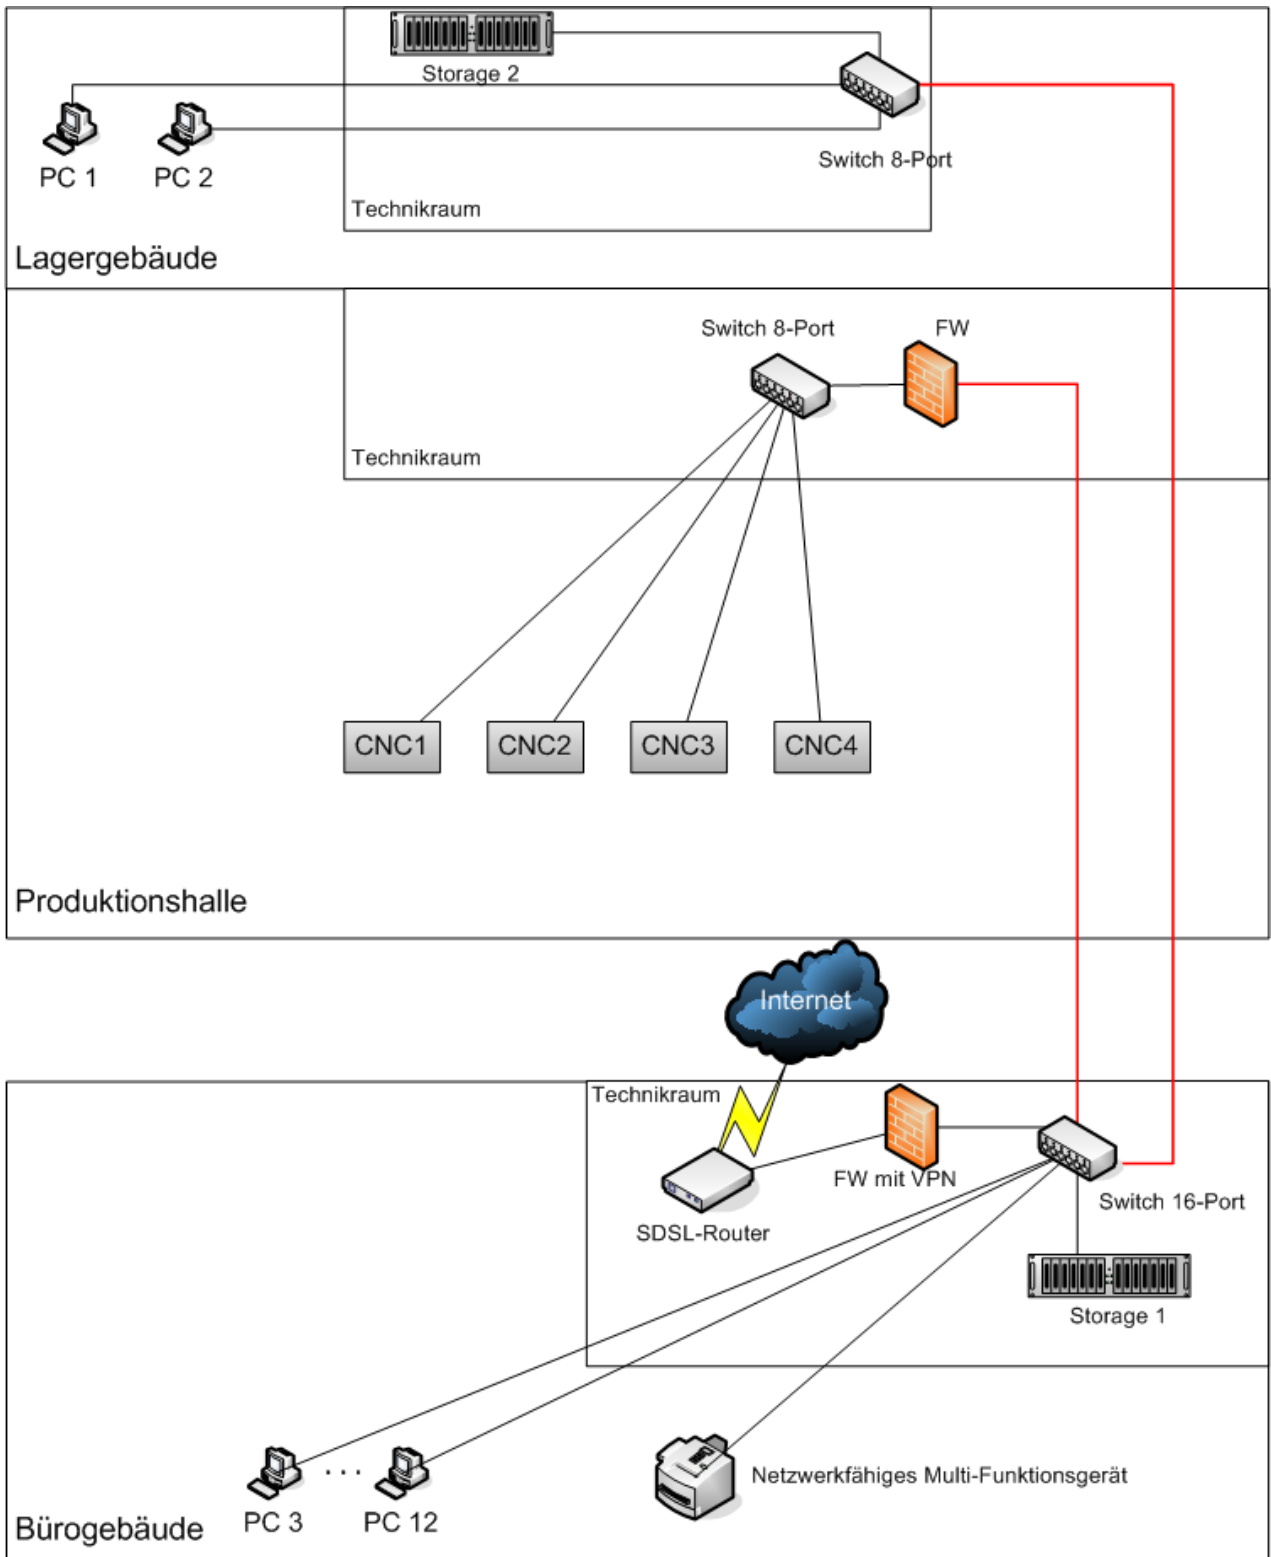 Storage 2
PC 1
PC 2
Switch 8-Port
Technikraum
Lagergebäude
Switch 8-Port
FW
Technikraum
CNC1
CNC2
CNC3
CNC4
Produktionshalle
Internet
Technikraum
FW mit VPN
SDSL-Router
Switch 16-Port
Storage 1
...
Netzwerkfähiges Multi-Funktionsgerät
PC 3
PC 12
Bürogebäude